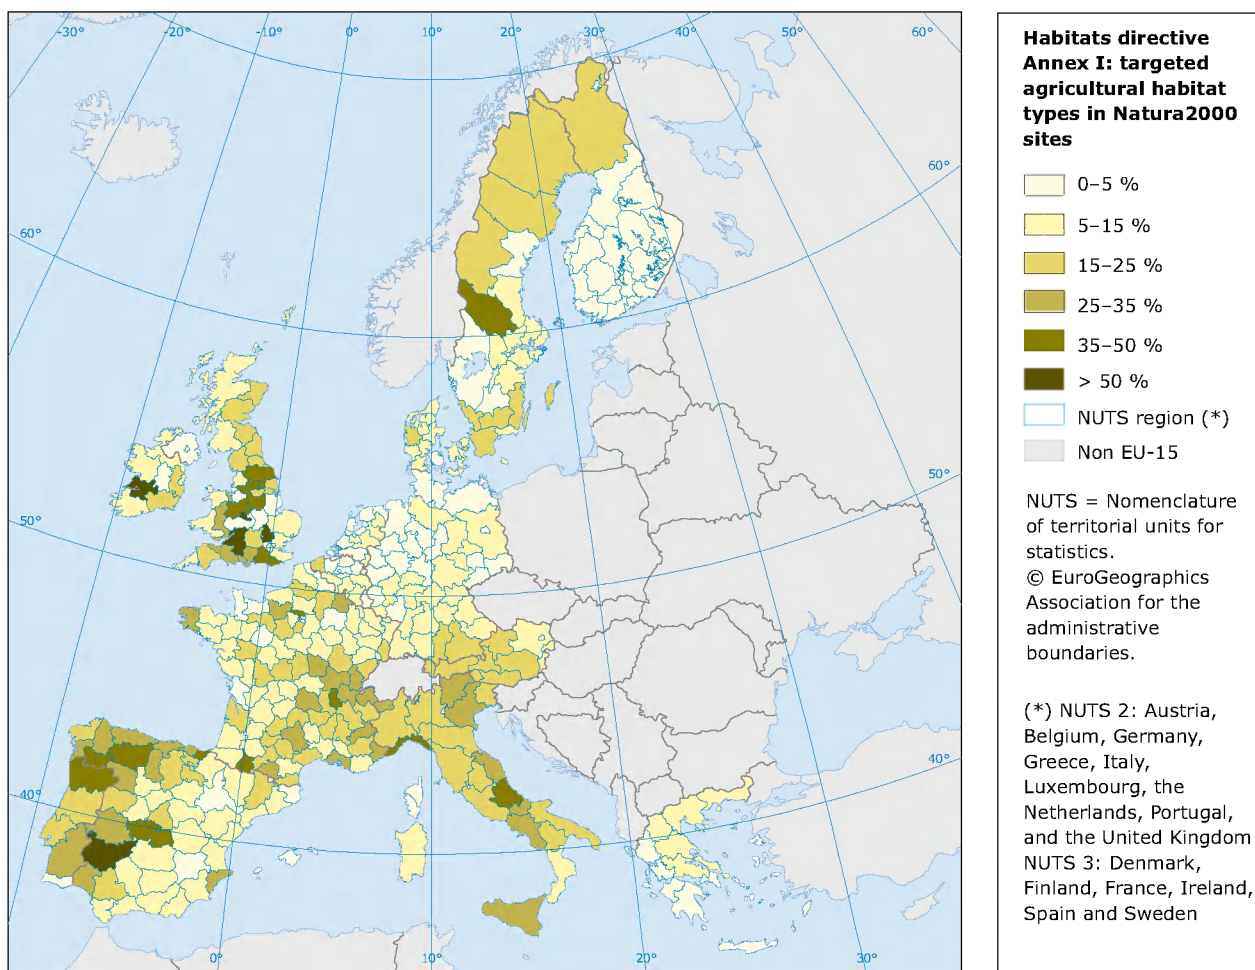 -30°
-20°
-10°
0°
10°
20°
30°
40°
50°
60°
60°
60°
50°
50°
40°
40°
0°
10°
20°
30°
Habitats directive
Annex I: targeted
agricultural habitat
types in Natura2000
sites
0–5 %
5–15 %
15–25 %
25–35 %
35–50 %
> 50 %
NUTS region (*)
Non EU-15
NUTS = Nomenclature
of territorial units for
statistics.
© EuroGeographics
Association for the
administrative
boundaries.
(*) NUTS 2: Austria,
Belgium, Germany,
Greece, Italy,
Luxembourg, the
Netherlands, Portugal,
and the United Kingdom
NUTS 3: Denmark,
Finland, France, Ireland,
Spain and Sweden